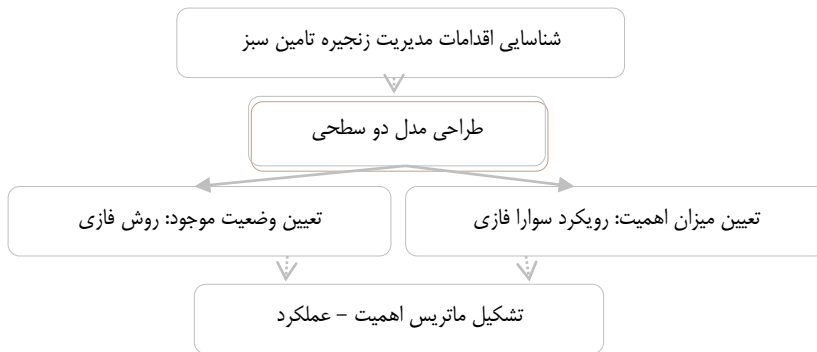 شناسایی اقدامات مدیریت زنجیره تامین سبز
طراحی مدل دو سطحی
تعیین میزان اهمیت: رویکرد سوارا فازی
تعیین وضعیت موجود: روش فازی
تشکیل ماتریس اهمیت – عملکرد